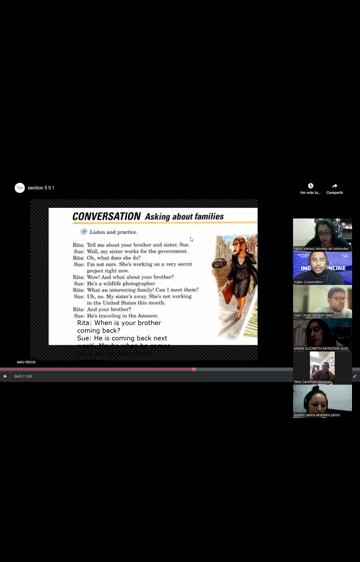 section 5 5 1
Ver más ta...
Compartir
CONVERSATION Asking about families
Listen and practice.
Rita: Tell me about your brother and sister, Sue.
Sue: Well, my sister works for the government.
Rita: Oh, what does she do?
Sue: I'm not sure. She's working on a very secret
project right now.
Rita: Wow! And what about your brother?
Sue: He's a wildlife photographer.
Rita: What an interesting family! Can I meet them?
Sue: Uh, no. My sister's away. She's not working
in the United States this month.
Rita: And your brother?
Sue: He's traveling in the Amazon.
Rita: When is your brother
coming back?
Sue: He is coming back next
MÁS VÍDEOS
Ingles Corporativo